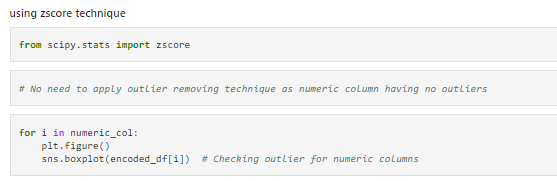 using zscore technique
from scipy.stats import zscore
# No need to apply outlier removing technique as numeric column having no outliers
for i in numeric_col:
    plt.figure()
    sns.boxplot(encoded_df[i])  # Checking outlier for numeric columns